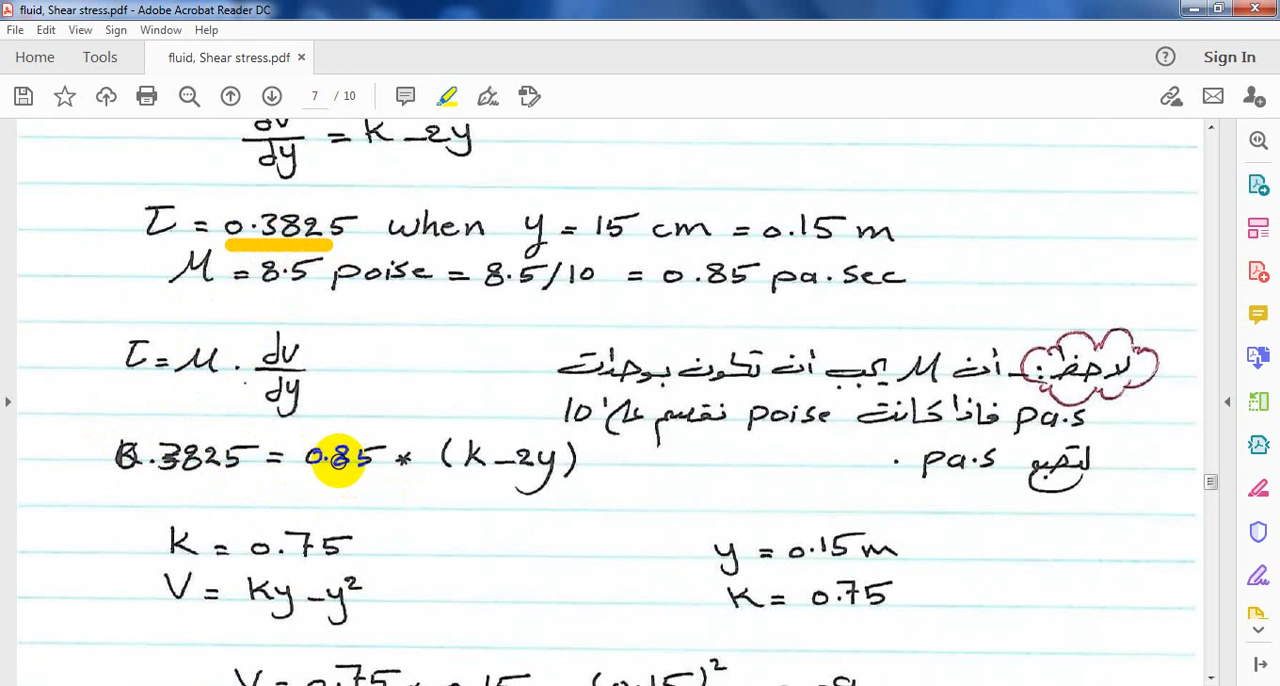 fluid, Shear stress.pdf - Adobe Acrobat Reader DC
File Edit View Sign Window Help
Home Tools fluid, Shear stress.pdf × Sign In
7 / 10
dv/dy = K - 2y
τ = 0.3825 when y = 15 cm = 0.15 m
M = 8.5 poise = 8.5/10 = 0.85 pa.sec
τ = M . dv/dy
لاحظ :- أن M يجب أن تكون بوحدات
pa.s فاذا كانت poise نقسم على 10
لتصبح pa.s .
0.3825 = 0.85 * (K - 2y)
K = 0.75 y = 0.15 m
V = Ky - y² K = 0.75